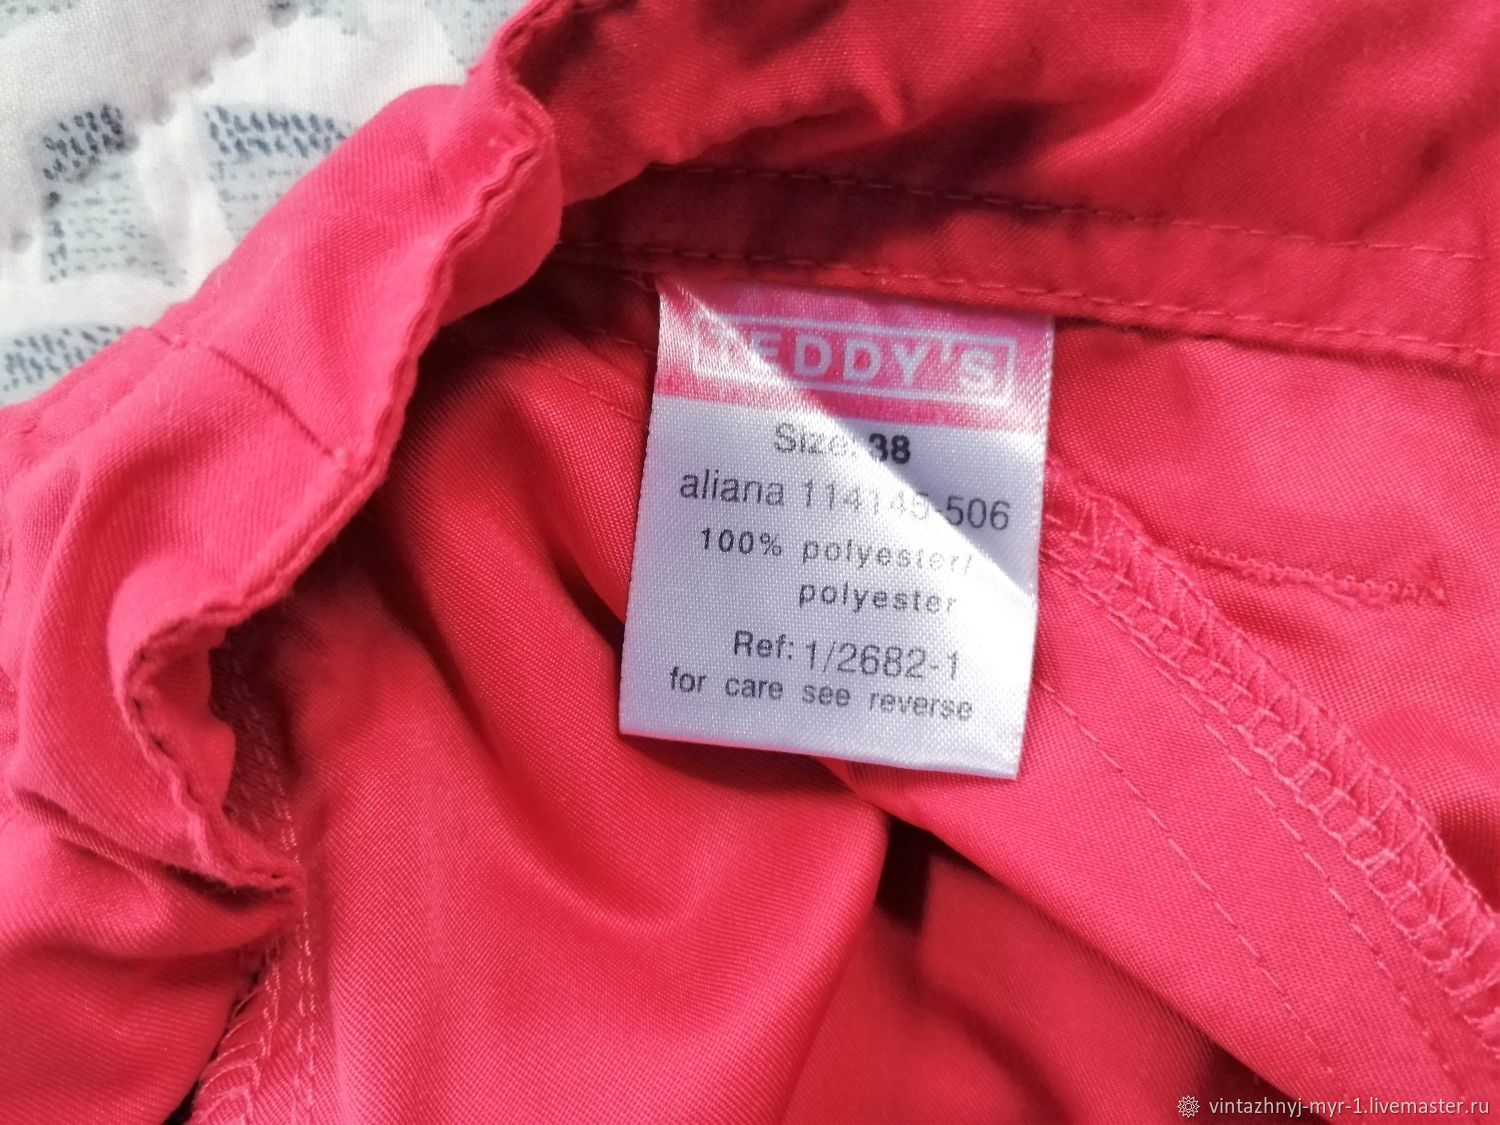 TEDDY'S
Size: 38
aliana 114145-506
100% polyester/
polyester
Ref: 1/2682-1
for care see reverse
vintazhnyj-myr-1.livemaster.ru